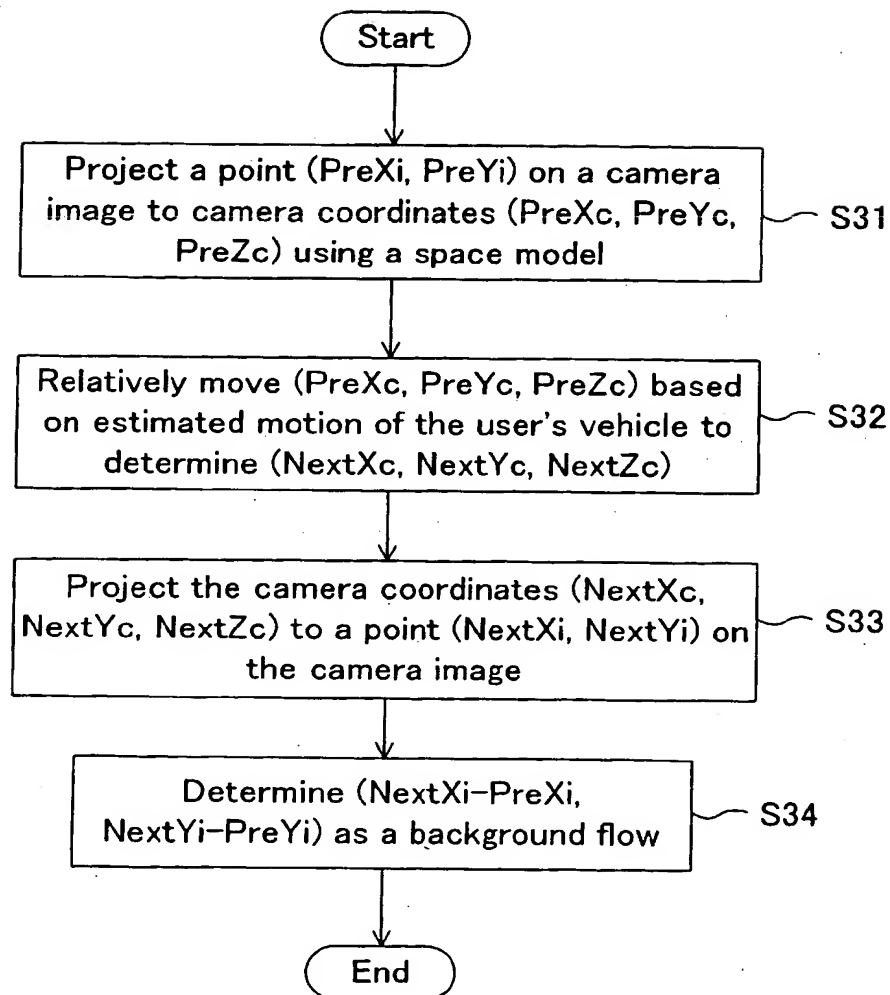 Start
Project a point (PreXi, PreYi) on a camera
image to camera coordinates (PreXc, PreYc,
PreZc) using a space model
S31
Relatively move (PreXc, PreYc, PreZc) based
on estimated motion of the user's vehicle to
determine (NextXc, NextYc, NextZc)
S32
Project the camera coordinates (NextXc,
NextYc, NextZc) to a point (NextXi, NextYi) on
the camera image
S33
Determine (NextXi-PreXi,
NextYi-PreYi) as a background flow
S34
End